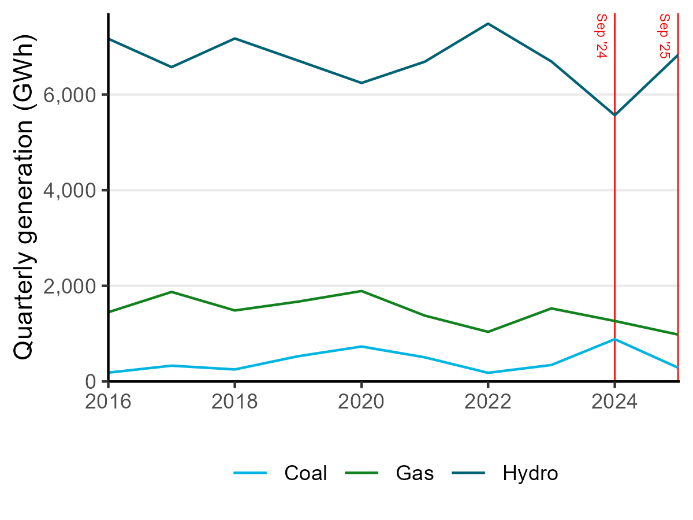 Quarterly generation (GWh)
6,000
4,000
2,000
0
Sep '24
Sep '25
2016 2018 2020 2022 2024
Coal Gas Hydro